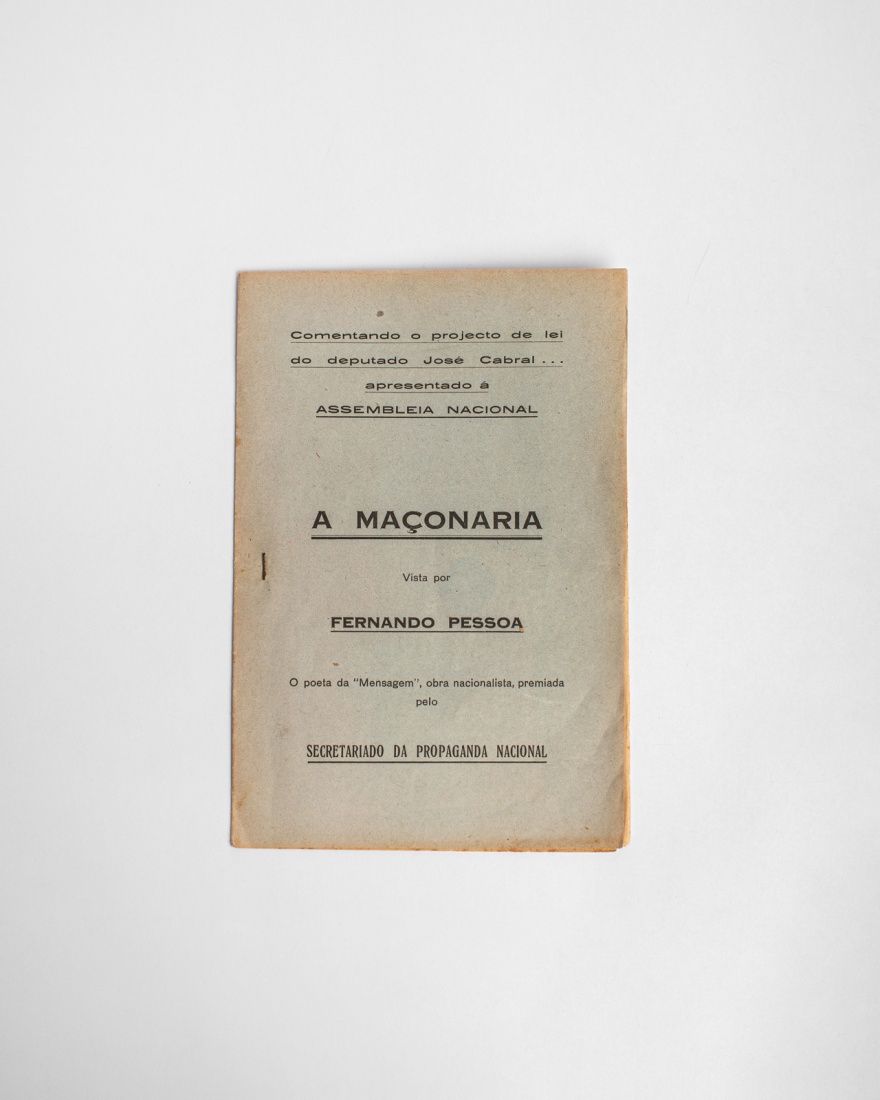 Comentando o projecto de lei
do deputado José Cabral...
apresentado á
ASSEMBLEIA NACIONAL
A MAÇONARIA
Vista por
FERNANDO PESSOA
O poeta da "Mensagem", obra nacionalista, premiada
pelo
SECRETARIADO DA PROPAGANDA NACIONAL